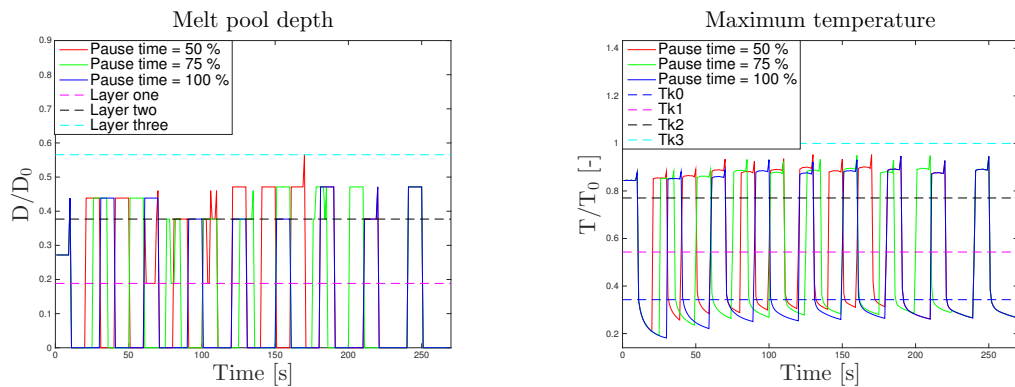 Melt pool depth
0.9
0.8
0.7
0.6
0.5
0.4
0.3
0.2
0.1
0
D/D0
Pause time = 50 %
Pause time = 75 %
Pause time = 100 %
Layer one
Layer two
Layer three
0 50 100 150 200 250
Time [s]
Maximum temperature
1.4
1.2
1
0.8
0.6
0.4
0.2
T/T0 [-]
Pause time = 50 %
Pause time = 75 %
Pause time = 100 %
Tk0
Tk1
Tk2
Tk3
0 50 100 150 200 250
Time [s]